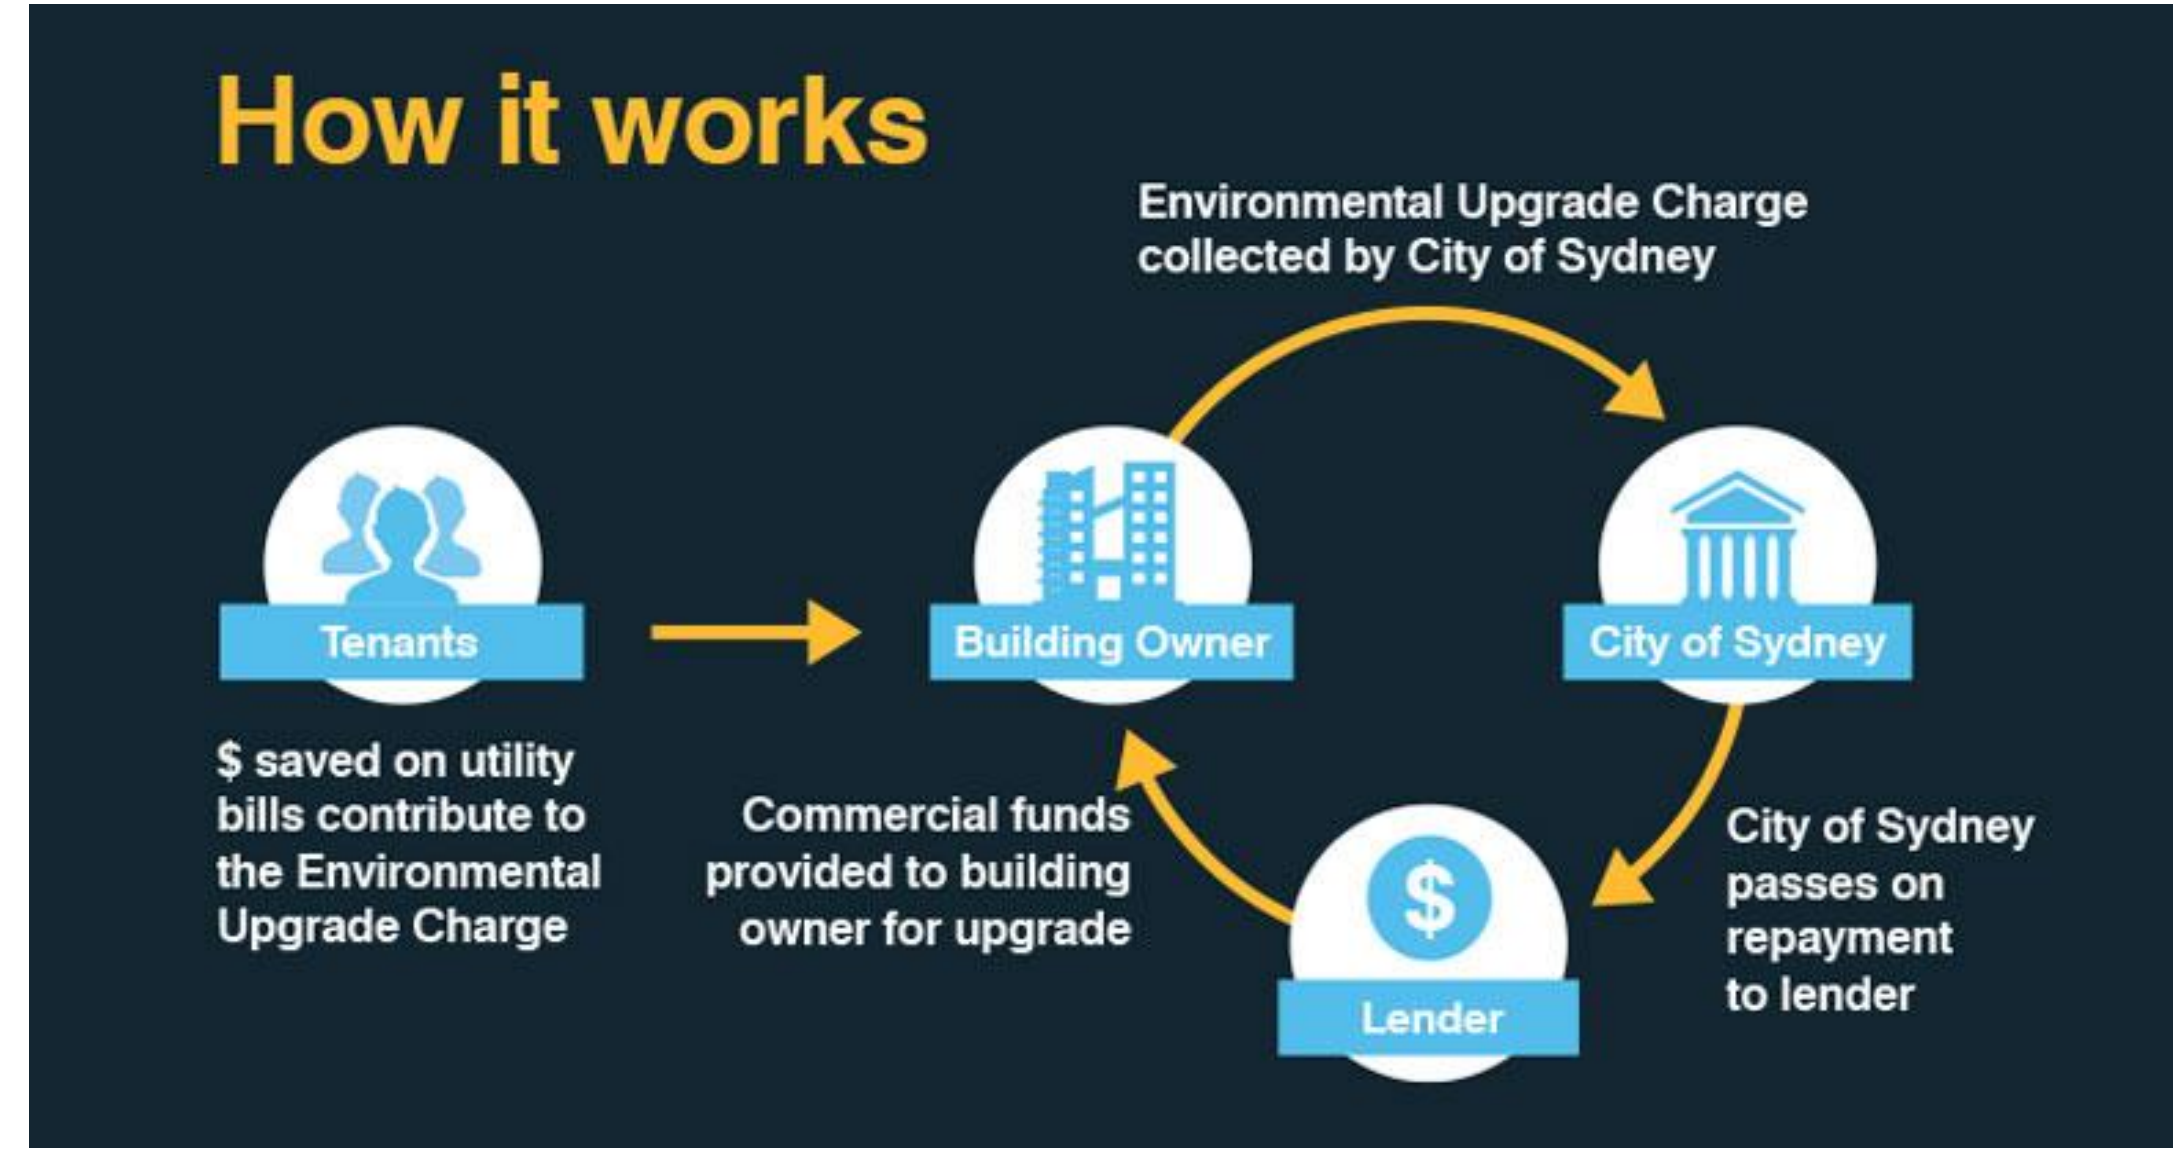 How it works
Environmental Upgrade Charge
collected by City of Sydney
Tenants
Building Owner
City of Sydney
$ saved on utility
bills contribute to
the Environmental
Upgrade Charge
Commercial funds
provided to building
owner for upgrade
$
Lender
City of Sydney
passes on
repayment
to lender